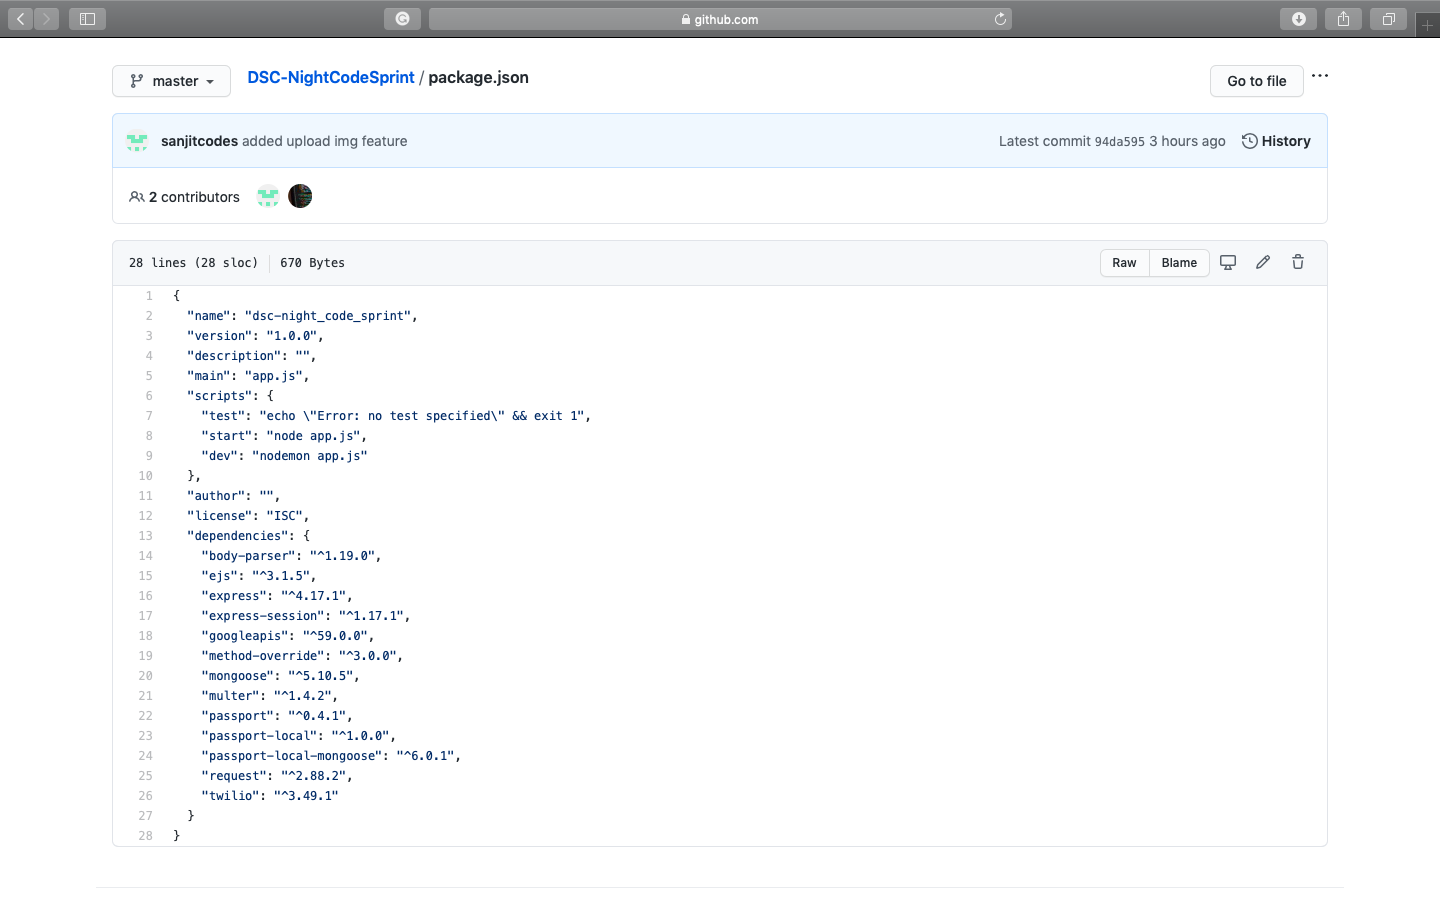 github.com
master
DSC-NightCodeSprint / package.json
Go to file
sanjitcodes added upload img feature
Latest commit 94da595 3 hours ago
History
2 contributors
28 lines (28 sloc)
670 Bytes
Raw
Blame
1 {
2 "name": "dsc-night_code_sprint",
3 "version": "1.0.0",
4 "description": "",
5 "main": "app.js",
6 "scripts": {
7 "test": "echo \"Error: no test specified\" && exit 1",
8 "start": "node app.js",
9 "dev": "nodemon app.js"
10 },
11 "author": "",
12 "license": "ISC",
13 "dependencies": {
14 "body-parser": "^1.19.0",
15 "ejs": "^3.1.5",
16 "express": "^4.17.1",
17 "express-session": "^1.17.1",
18 "googleapis": "^59.0.0",
19 "method-override": "^3.0.0",
20 "mongoose": "^5.10.5",
21 "multer": "^1.4.2",
22 "passport": "^0.4.1",
23 "passport-local": "^1.0.0",
24 "passport-local-mongoose": "^6.0.1",
25 "request": "^2.88.2",
26 "twilio": "^3.49.1"
27 }
28 }